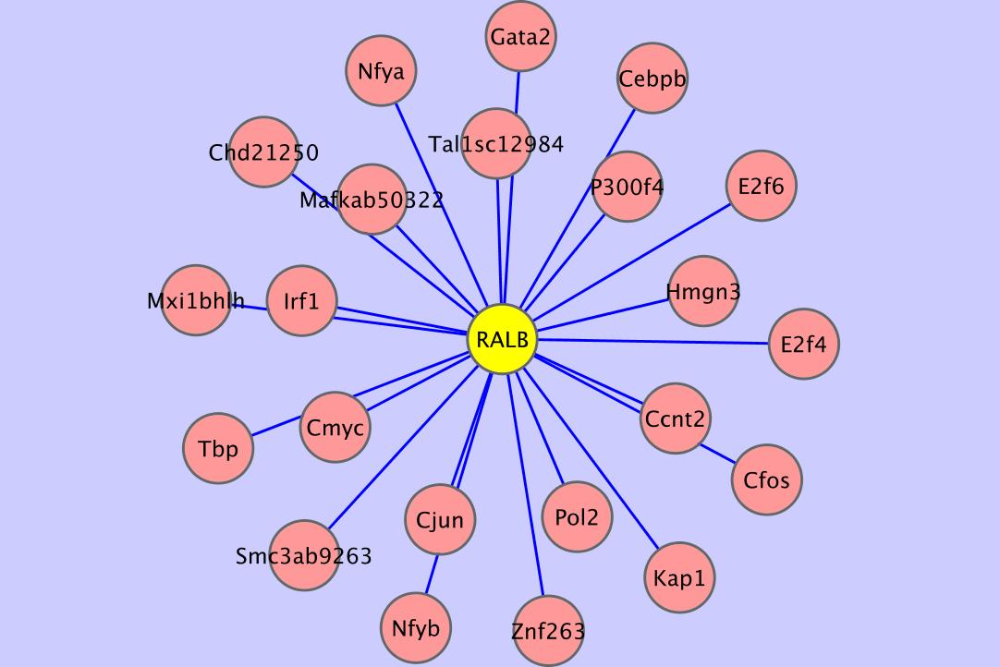 Gata2
Nfya
Cebpb
Tal1sc12984
Chd21250
Mafkab50322
P300f4
E2f6
Mxi1bhlh
Irf1
Hmgn3
RALB
E2f4
Ccnt2
Cmyc
Tbp
Cfos
Cjun
Pol2
Smc3ab9263
Kap1
Nfyb
Znf263